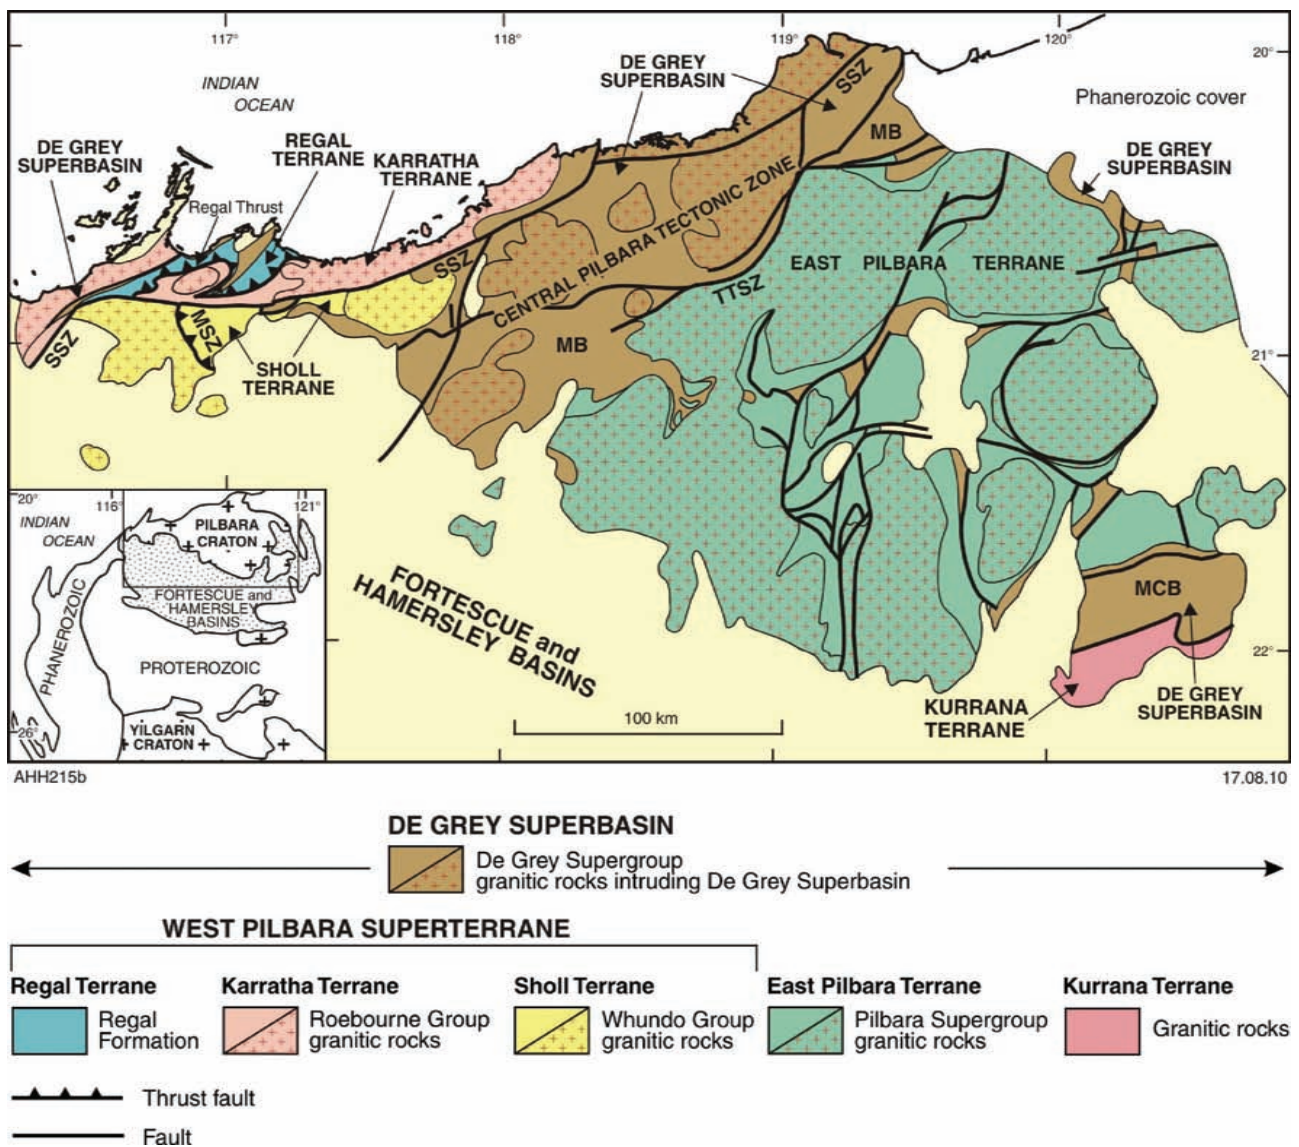 117°
118°
119°
120°
20°
INDIAN
OCEAN
DE GREY
SUPERBASIN
SSZ
Phanerozoic cover
MB
DE GREY
SUPERBASIN
REGAL
TERRANE
KARRATHA
TERRANE
DE GREY
SUPERBASIN
Regal Thrust
SSZ
CENTRAL PILBARA TECTONIC ZONE
EAST PILBARA TERRANE
TTSZ
SSZ
MSZ
MB
SHOLL
TERRANE
21°
20°
116°
121°
INDIAN
OCEAN
PILBARA
CRATON
FORTESCUE and
HAMERSLEY
BASINS
PHANEROZOIC
PROTEROZOIC
YILGARN
CRATON
26°
FORTESCUE and
HAMERSLEY BASINS
MCB
22°
100 km
KURRANA
TERRANE
DE GREY
SUPERBASIN
AHH215b
17.08.10
DE GREY SUPERBASIN
De Grey Supergroup
granitic rocks intruding De Grey Superbasin
WEST PILBARA SUPERTERRANE
Regal Terrane
Karratha Terrane
Sholl Terrane
East Pilbara Terrane
Kurrana Terrane
Regal
Formation
Roebourne Group
granitic rocks
Whundo Group
granitic rocks
Pilbara Supergroup
granitic rocks
Granitic rocks
Thrust fault
Fault